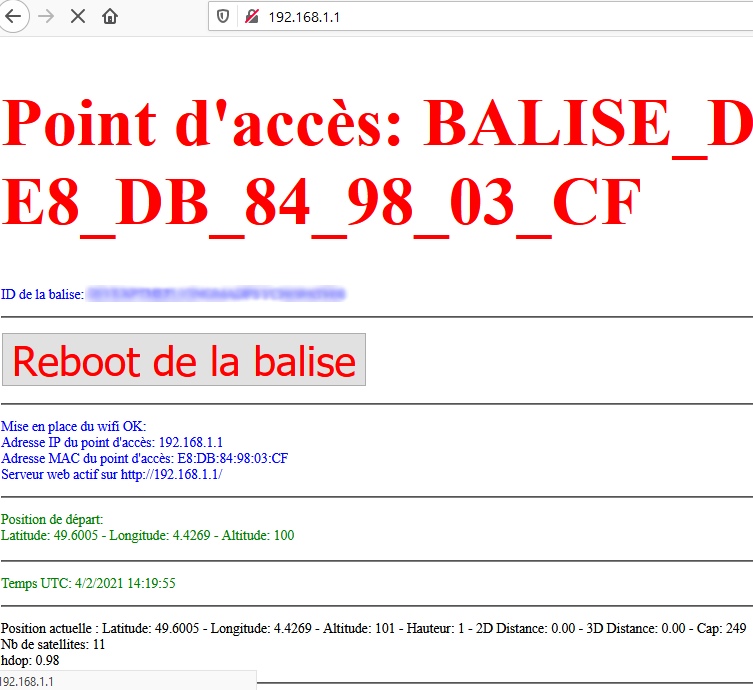 192.168.1.1
Point d'accès: BALISE_D
E8_DB_84_98_03_CF
ID de la balise:
Reboot de la balise
Mise en place du wifi OK:
Adresse IP du point d'accès: 192.168.1.1
Adresse MAC du point d'accès: E8:DB:84:98:03:CF
Serveur web actif sur http://192.168.1.1/
Position de départ:
Latitude: 49.6005 - Longitude: 4.4269 - Altitude: 100
Temps UTC: 4/2/2021 14:19:55
Position actuelle : Latitude: 49.6005 - Longitude: 4.4269 - Altitude: 101 - Hauteur: 1 - 2D Distance: 0.00 - 3D Distance: 0.00 - Cap: 249
Nb de satellites: 11
hdop: 0.98
192.168.1.1